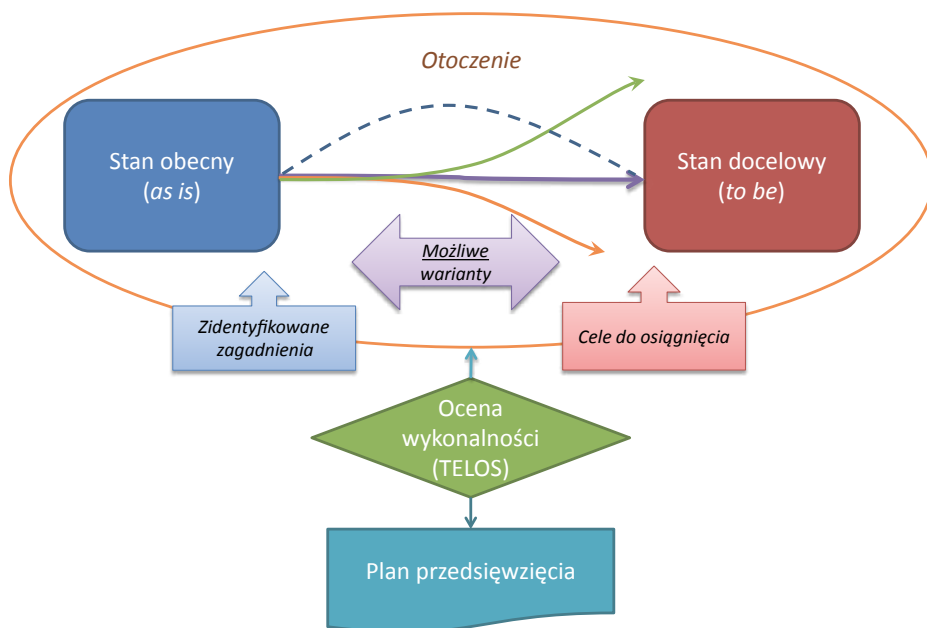 Otoczenie
Stan obecny
(as is)
Stan docelowy
(to be)
Możliwe
warianty
Zidentyfikowane
zagadnienia
Cele do osiągnięcia
Ocena
wykonalności
(TELOS)
Plan przedsięwzięcia